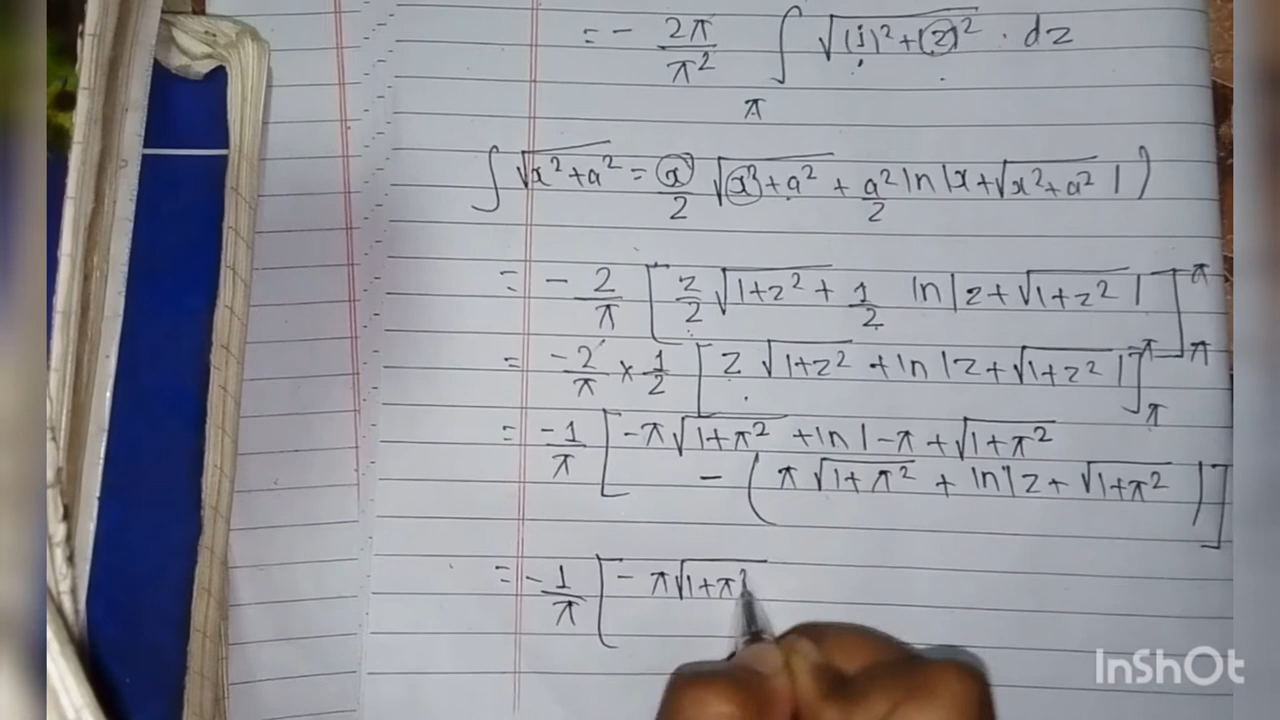 = - 2π/π² ∫ √(1)²+(z)² · dz
π
∫ √x²+a² = x/2 √x²+a² + a²/2 ln|x+√x²+a²|)
= - 2/π [ z/2 √1+z² + 1/2 ln|z+√1+z²| ]π π
= -2/π × 1/2 [ z √1+z² + ln|z+√1+z²| ]π π
= -1/π [ -π√1+π² + ln|-π+√1+π²
- (π√1+π² + ln|z+√1+π² )]
= -1/π [ - π√1+π²
InShOt